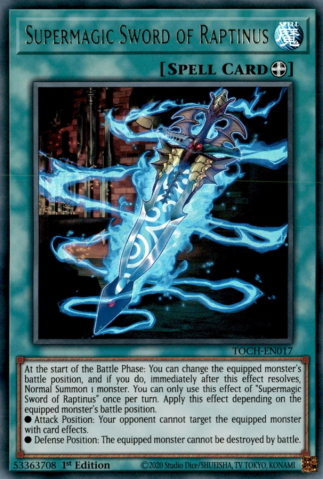 SUPERMAGIC SWORD OF RAPTINUS
魔
[SPELL CARD]
TOCH-EN017
At the start of the Battle Phase: You can change the equipped monster's
battle position, and if you do, immediately after this effect resolves,
Normal Summon 1 monster. You can only use this effect of "Supermagic
Sword of Raptinus" once per turn. Apply this effect depending on the
equipped monster's battle position.
● Attack Position: Your opponent cannot target the equipped monster
with card effects.
● Defense Position: The equipped monster cannot be destroyed by battle.
53363708 1st Edition ©2020 Studio Dice/SHUEISHA, TV TOKYO, KONAMI